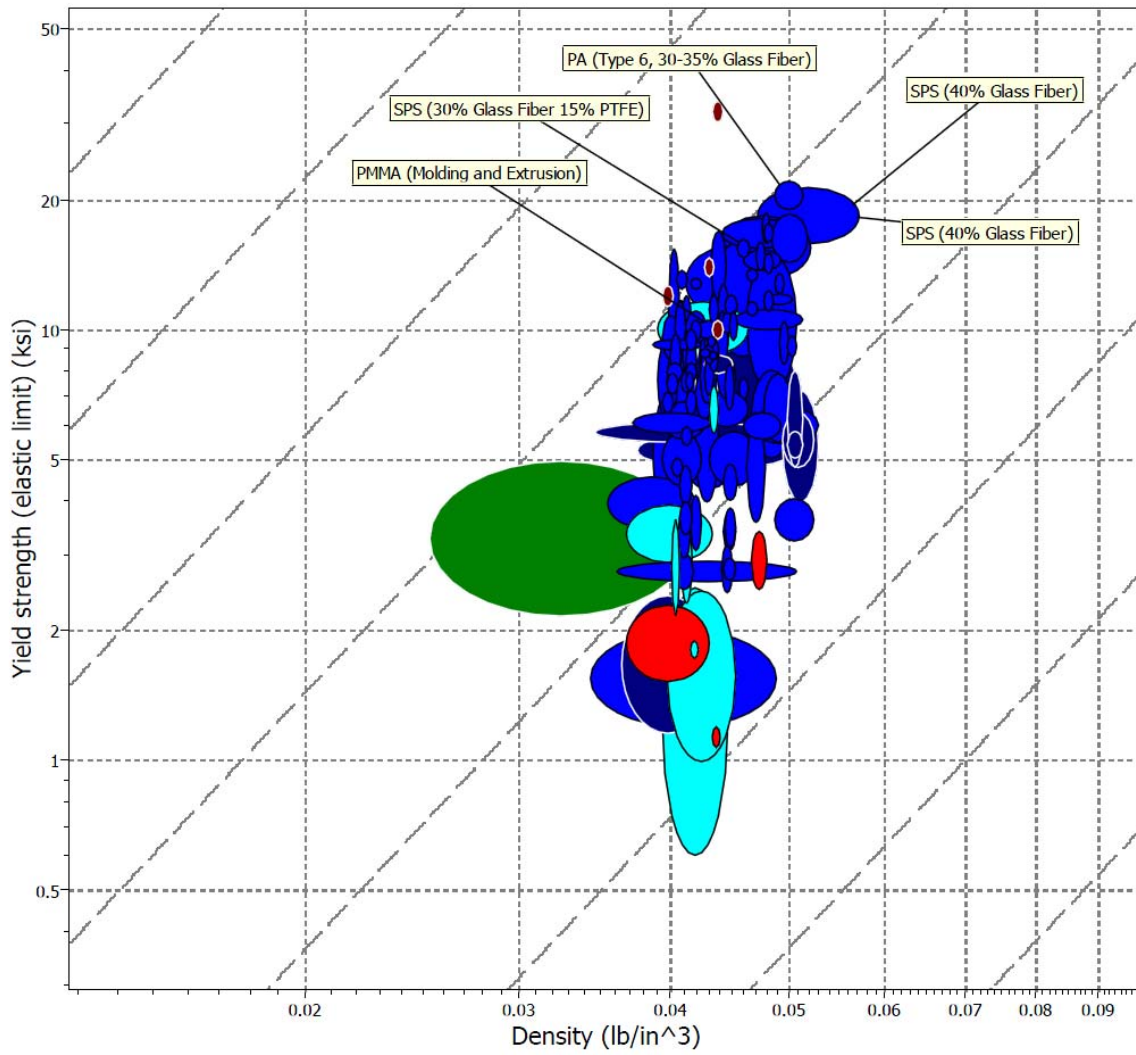 50
20
10
5
2
1
0.5
Yield strength (elastic limit) (ksi)
PA (Type 6, 30-35% Glass Fiber)
SPS (40% Glass Fiber)
SPS (30% Glass Fiber 15% PTFE)
PMMA (Molding and Extrusion)
SPS (40% Glass Fiber)
0.02
0.03
0.04
0.05
0.06
0.07
0.08
0.09
Density (lb/in^3)